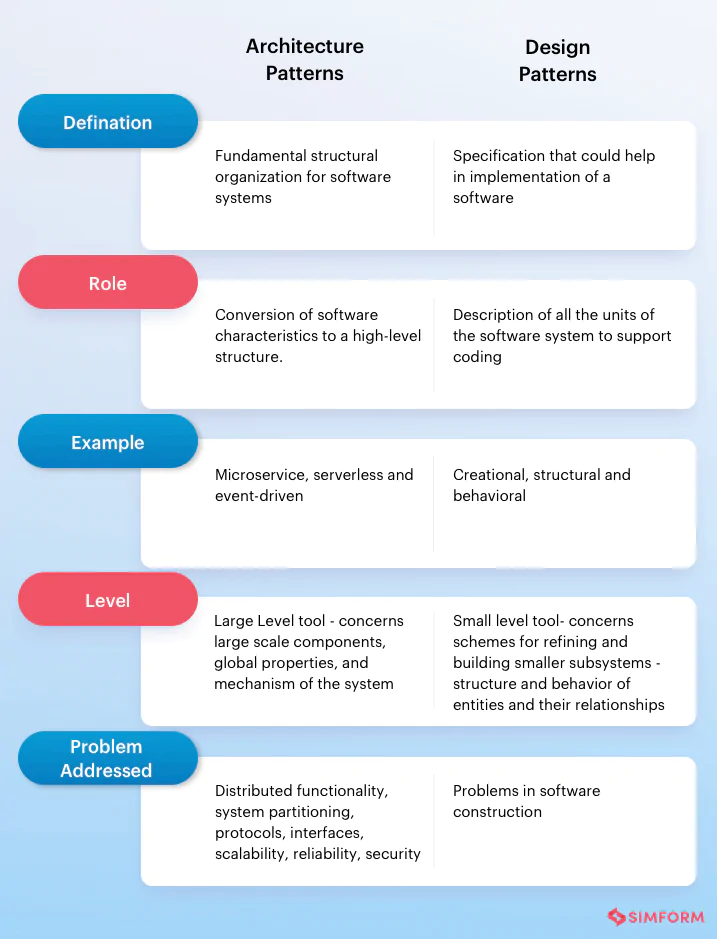 Architecture
Patterns
Design
Patterns
Defination
Fundamental structural
organization for software
systems
Specification that could help
in implementation of a
software
Role
Conversion of software
characteristics to a high-level
structure.
Description of all the units of
the software system to support
coding
Example
Microservice, serverless and
event-driven
Creational, structural and
behavioral
Level
Large Level tool - concerns
large scale components,
global properties, and
mechanism of the system
Small level tool- concerns
schemes for refining and
building smaller subsystems -
structure and behavior of
entities and their relationships
Problem
Addressed
Distributed functionality,
system partitioning,
protocols, interfaces,
scalability, reliability, security
Problems in software
construction
SIMFORM